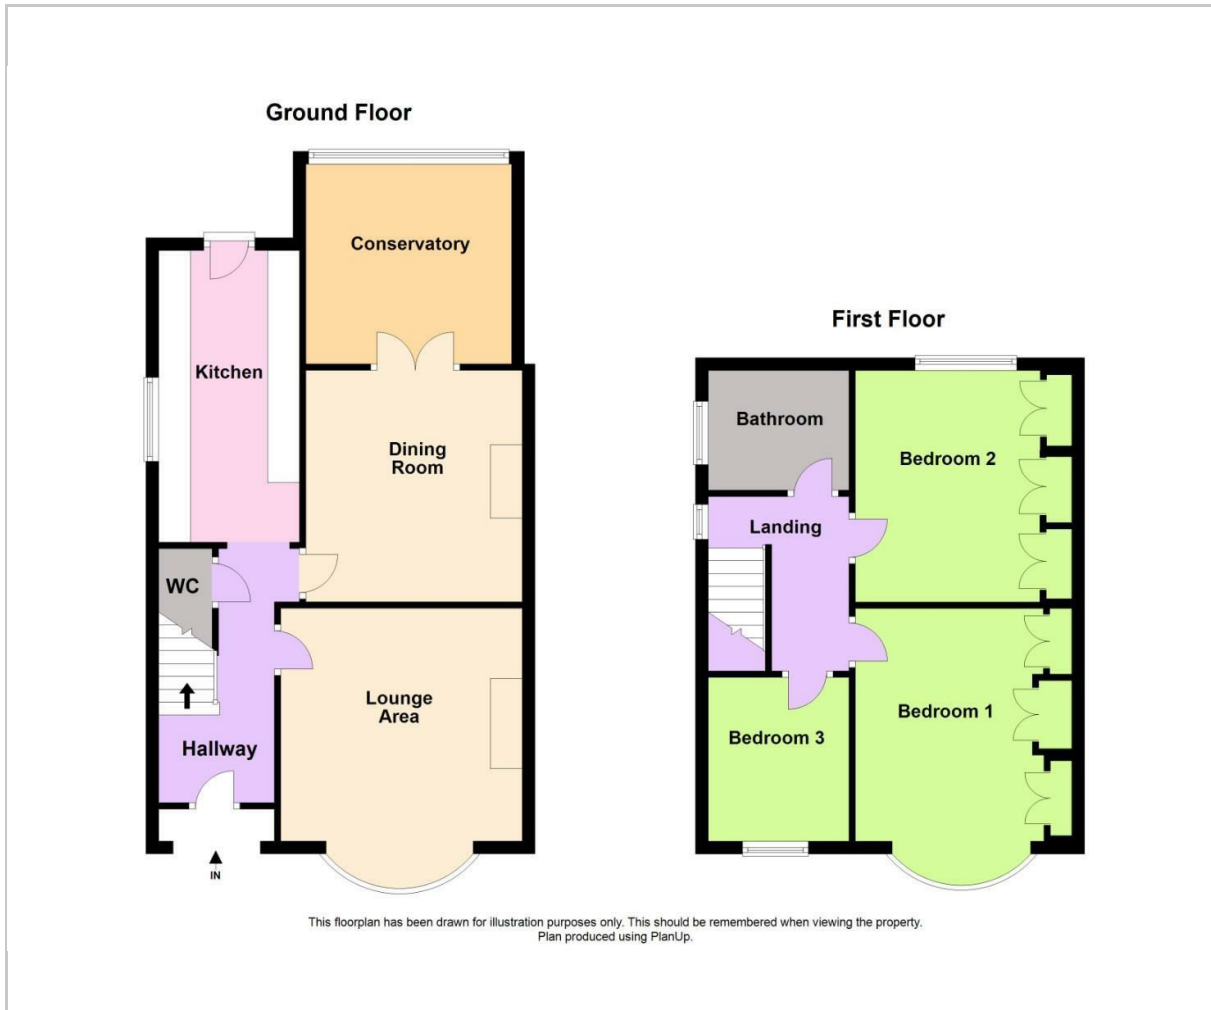 Ground Floor
Conservatory
Kitchen
Dining
Room
WC
Lounge
Area
Hallway
IN
First Floor
Bathroom
Bedroom 2
Landing
Bedroom 1
Bedroom 3
This floorplan has been drawn for illustration purposes only. This should be remembered when viewing the property.
Plan produced using PlanUp.